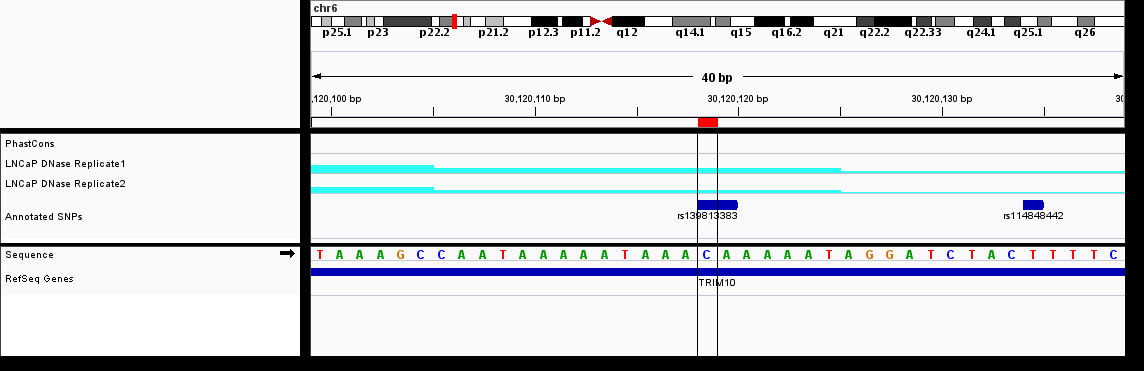 chr6
p25.1 p23 p22.2 p21.2 p12.3 p11.2 q12 q14.1 q15 q16.2 q21 q22.2 q22.33 q24.1 q25.1 q26
40 bp
,120,100 bp 30,120,110 bp 30,120,120 bp 30,120,130 bp 30
PhastCons
LNCaP DNase Replicate1
LNCaP DNase Replicate2
Annotated SNPs rs139813383 rs114848442
Sequence T A A A G C C A A T A A A A A T A A A C A A A A A T A G G A T C T A C T T T T C
RefSeq Genes
TRIM10